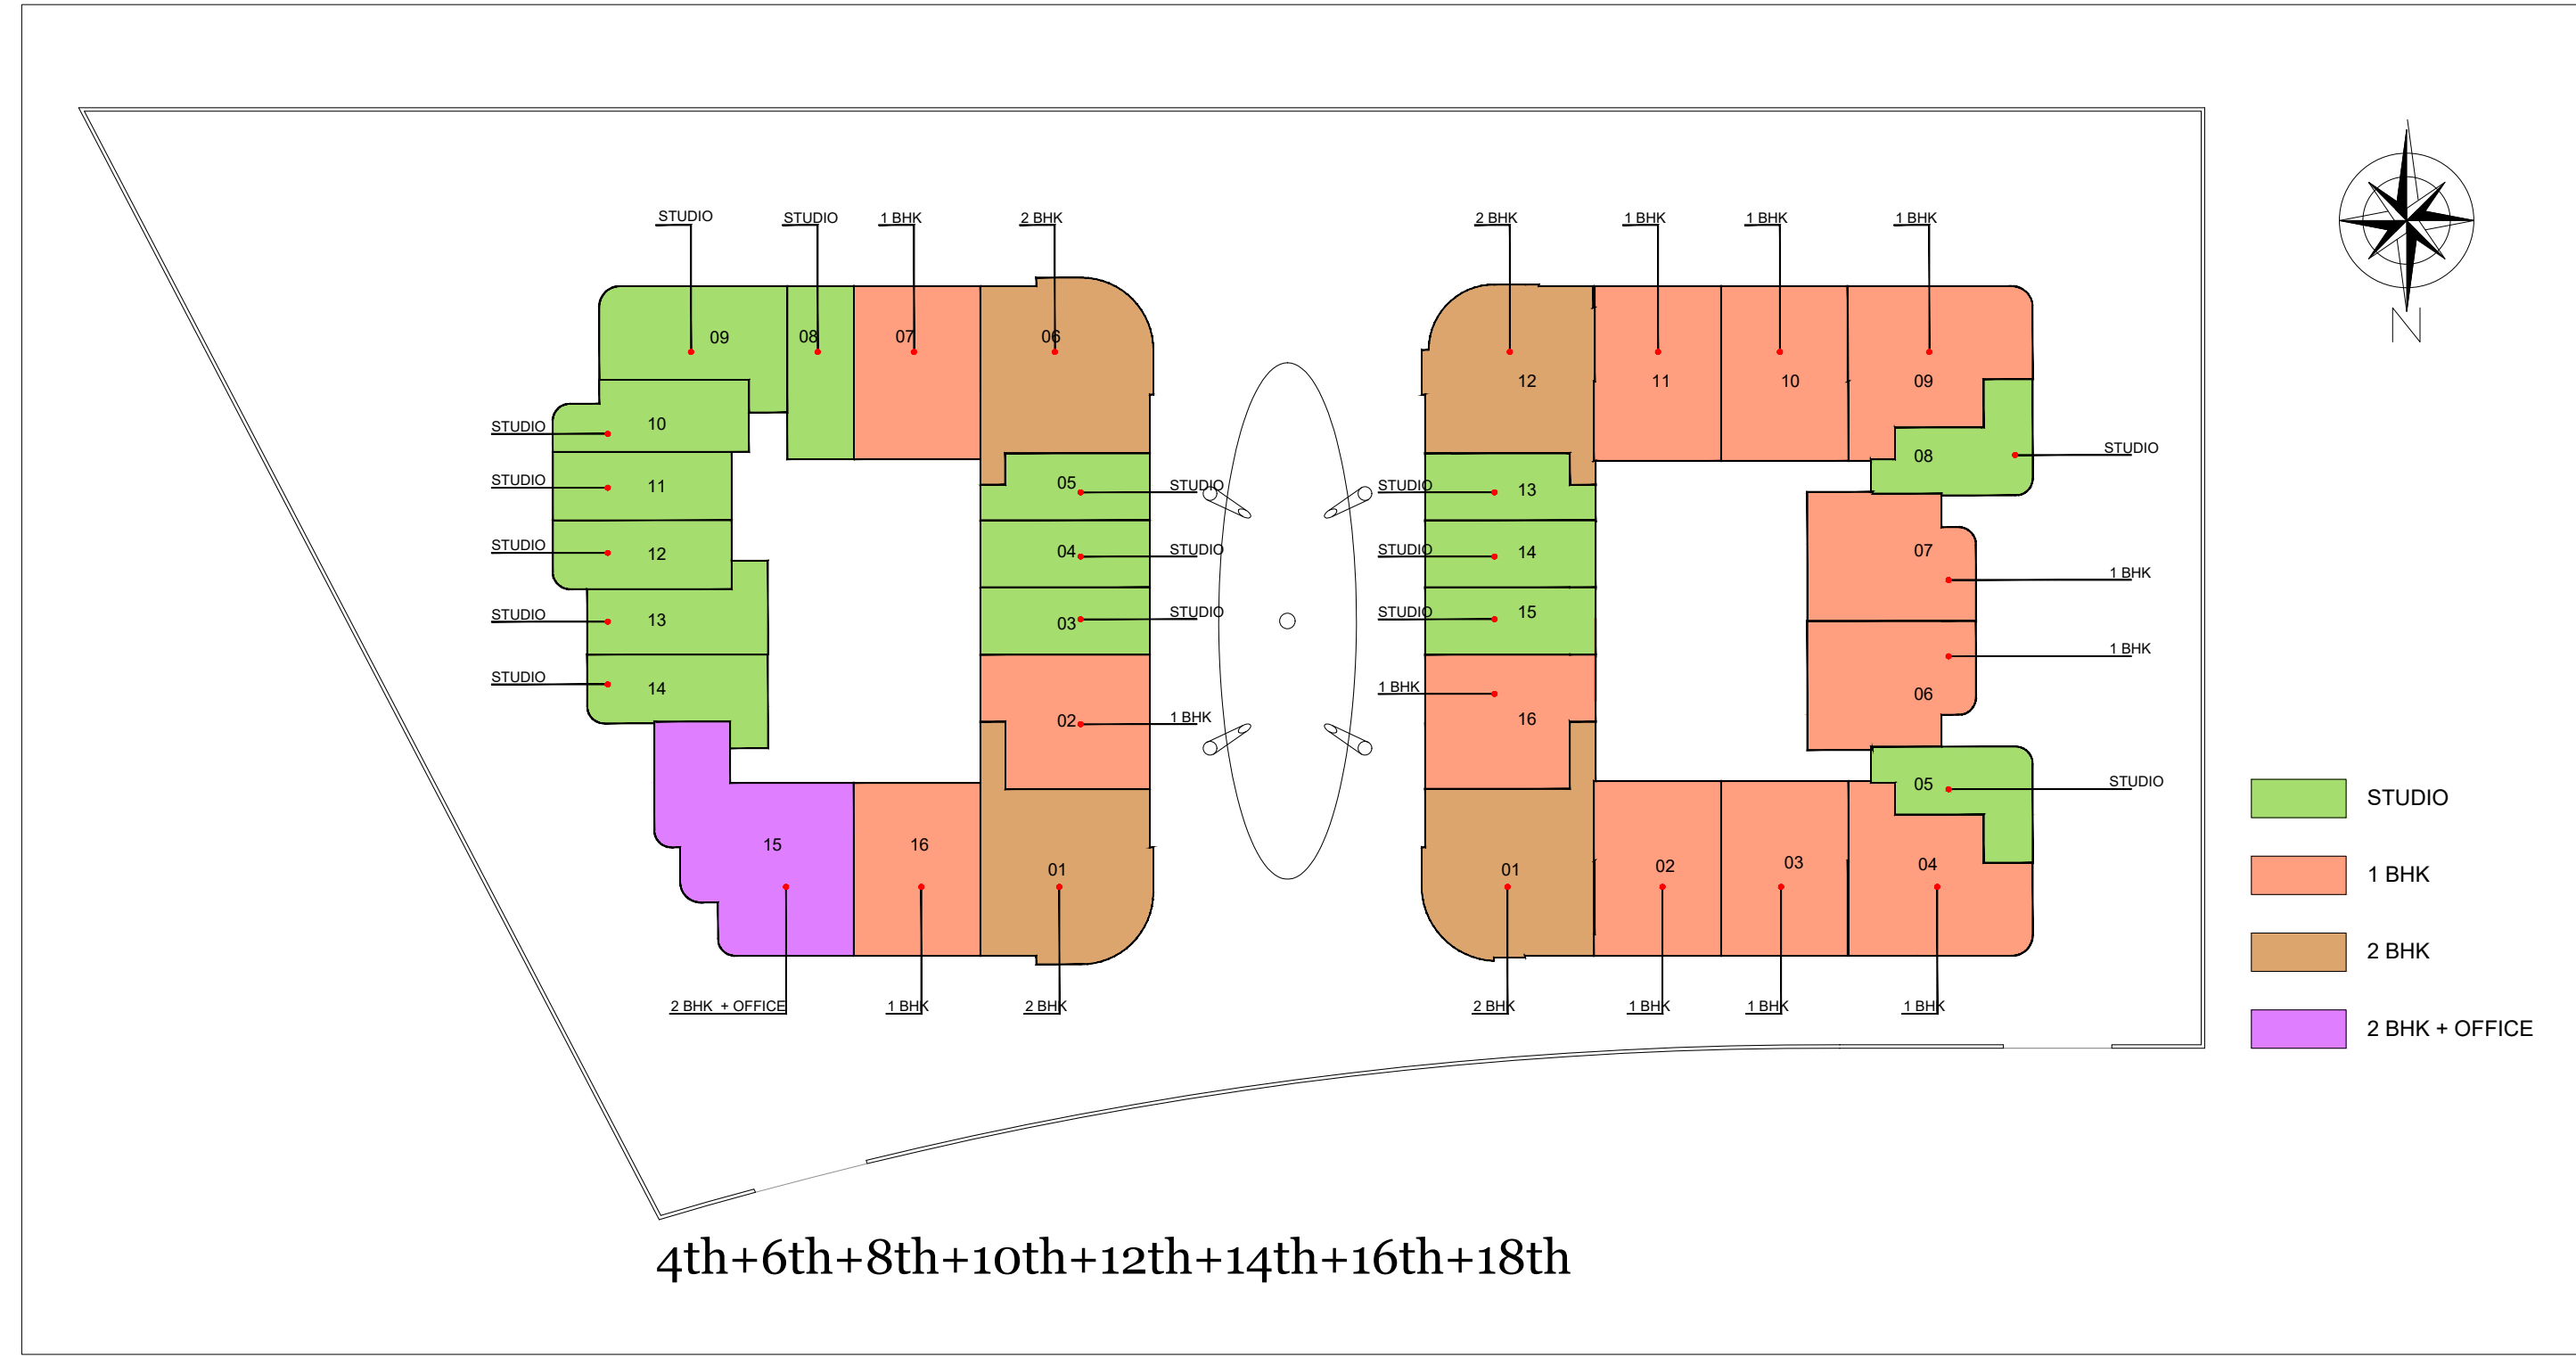 STUDIO STUDIO 1 BHK 2 BHK 2 BHK 1 BHK 1 BHK 1 BHK
N
09 08 07 06
12 11 10 09
10
STUDIO
08
STUDIO
11
STUDIO
05
STUDIO
STUDIO
13
12
STUDIO
04
STUDIO
STUDIO
14
07
1 BHK
13
STUDIO
03
STUDIO
STUDIO
15
1 BHK
06
14
STUDIO
02
1 BHK
1 BHK
16
05
STUDIO
15 16 01
01 02 03 04
2 BHK + OFFICE 1 BHK 2 BHK 2 BHK 1 BHK 1 BHK 1 BHK
STUDIO
1 BHK
2 BHK
2 BHK + OFFICE
4th+6th+8th+10th+12th+14th+16th+18th